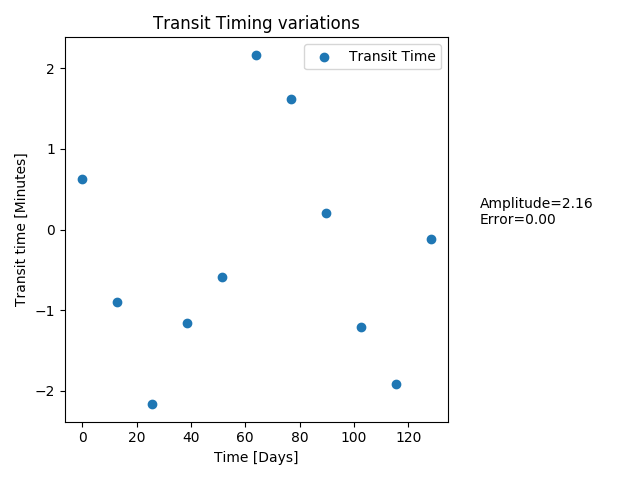 Transit Timing variations
Transit Time
Transit time [Minutes]
2
1
0
−1
−2
0 20 40 60 80 100 120
Time [Days]
Amplitude=2.16
Error=0.00